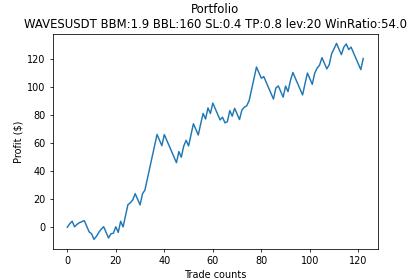 Portfolio
WAVESUSDT BBM:1.9 BBL:160 SL:0.4 TP:0.8 lev:20 WinRatio:54.0
120
100
80
60
40
20
0
Profit ($)
0 20 40 60 80 100 120
Trade counts